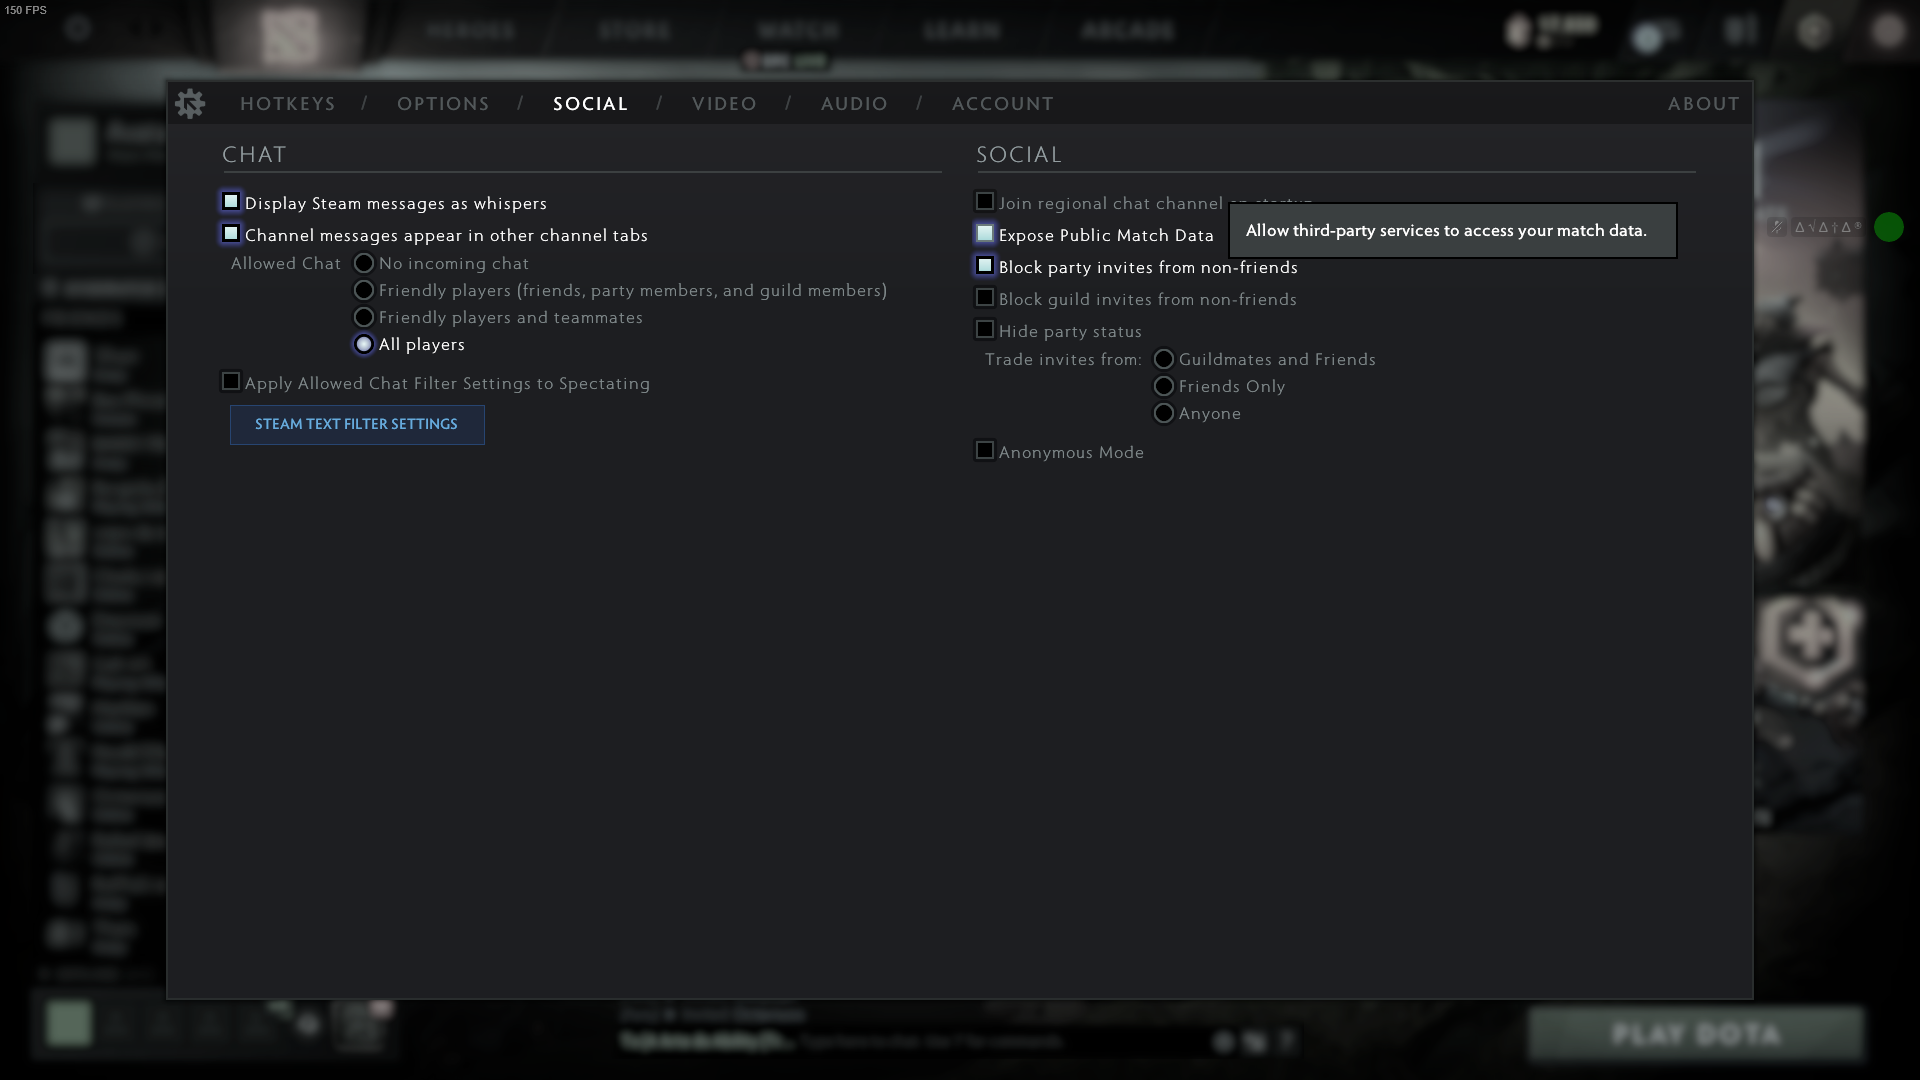 150 FPS
HEROES
STORE
WATCH
LEARN
ARCADE
HOTKEYS / OPTIONS / SOCIAL / VIDEO / AUDIO / ACCOUNT
ABOUT
CHAT
Display Steam messages as whispers
Channel messages appear in other channel tabs
Allowed Chat
No incoming chat
Friendly players (friends, party members, and guild members)
Friendly players and teammates
All players
Apply Allowed Chat Filter Settings to Spectating
STEAM TEXT FILTER SETTINGS
SOCIAL
Join regional chat channel on startup
Allow third-party services to access your match data.
Expose Public Match Data
Block party invites from non-friends
Block guild invites from non-friends
Hide party status
Trade invites from:
Guildmates and Friends
Friends Only
Anyone
Anonymous Mode
PLAY DOTA